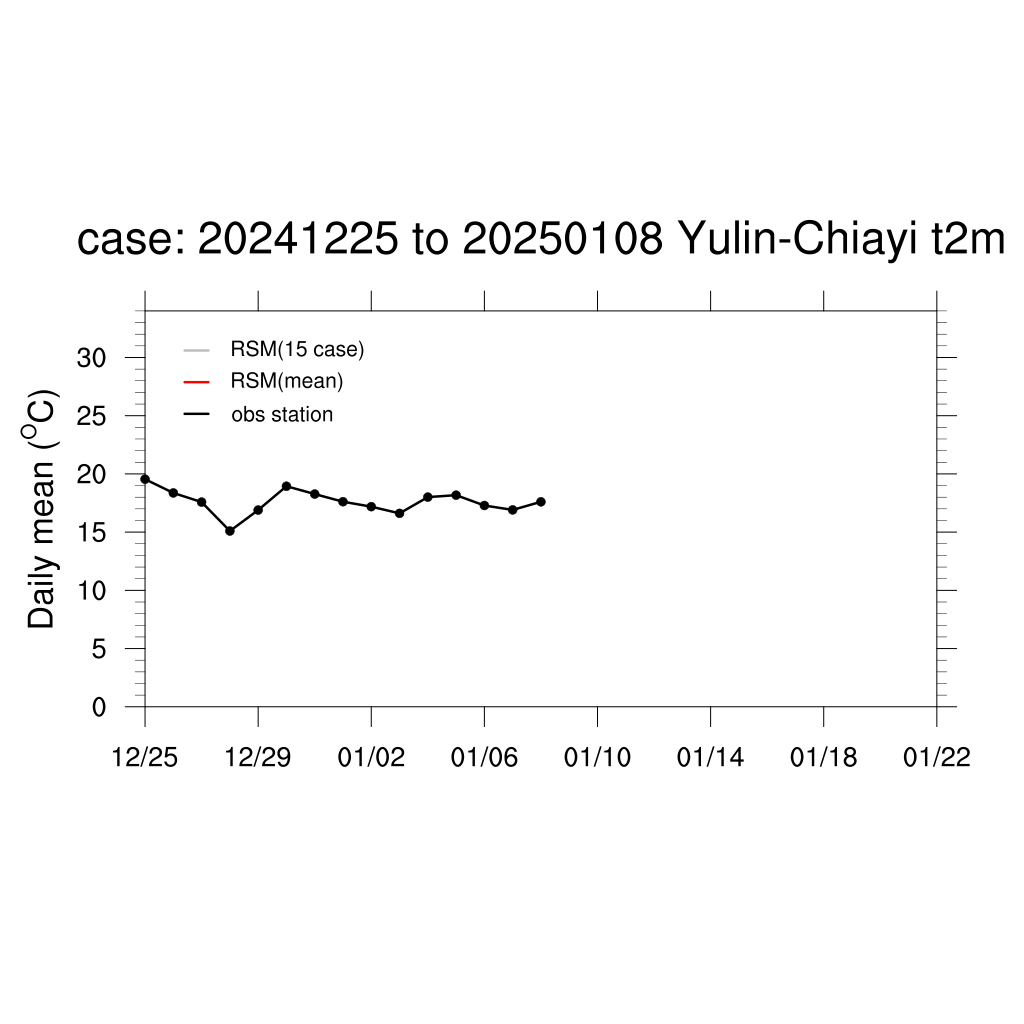 case: 20241225 to 20250108 Yulin-Chiayi t2m
RSM(15 case)
RSM(mean)
obs station
Daily mean (°C)
30
25
20
15
10
5
0
12/25 12/29 01/02 01/06 01/10 01/14 01/18 01/22